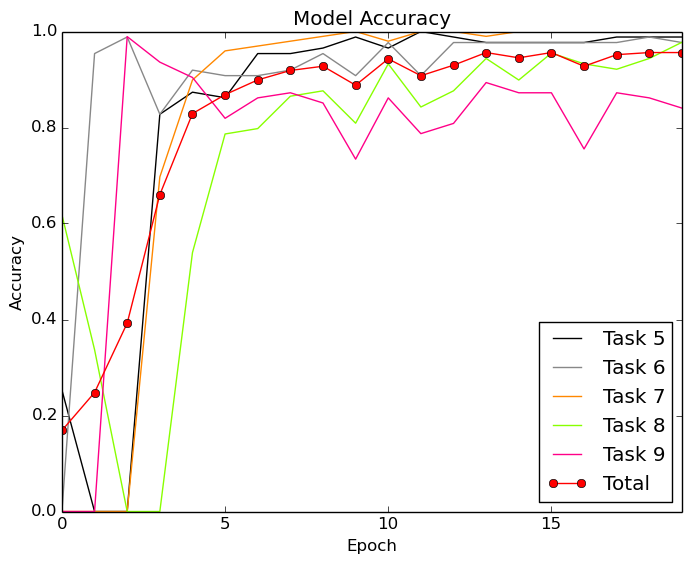 Model Accuracy
1.0
0.8
0.6
0.4
0.2
0.0
Accuracy
0
5
10
15
Epoch
Task 5
Task 6
Task 7
Task 8
Task 9
Total